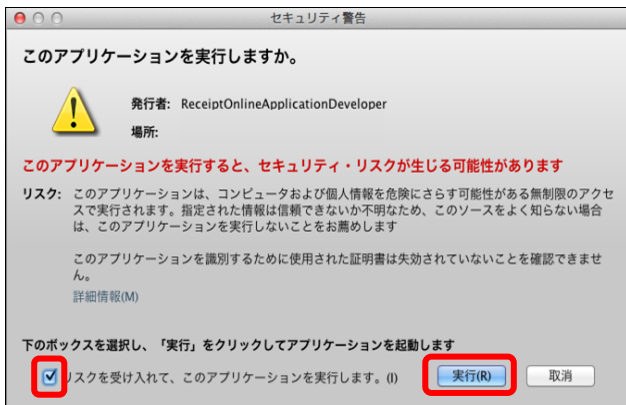 セキュリティ警告
このアプリケーションを実行しますか。
発行者: ReceiptOnlineApplicationDeveloper
場所:
このアプリケーションを実行すると、セキュリティ・リスクが生じる可能性があります
リスク: このアプリケーションは、コンピュータおよび個人情報を危険にさらす可能性がある無制限のアクセ
スで実行されます。指定された情報は信頼できないか不明なため、このソースをよく知らない場合
は、このアプリケーションを実行しないことをお薦めします
このアプリケーションを識別するために使用された証明書は失効されていないことを確認できませ
ん。
詳細情報(M)
下のボックスを選択し、「実行」をクリックしてアプリケーションを起動します
リスクを受け入れて、このアプリケーションを実行します。(I) 実行(R) 取消